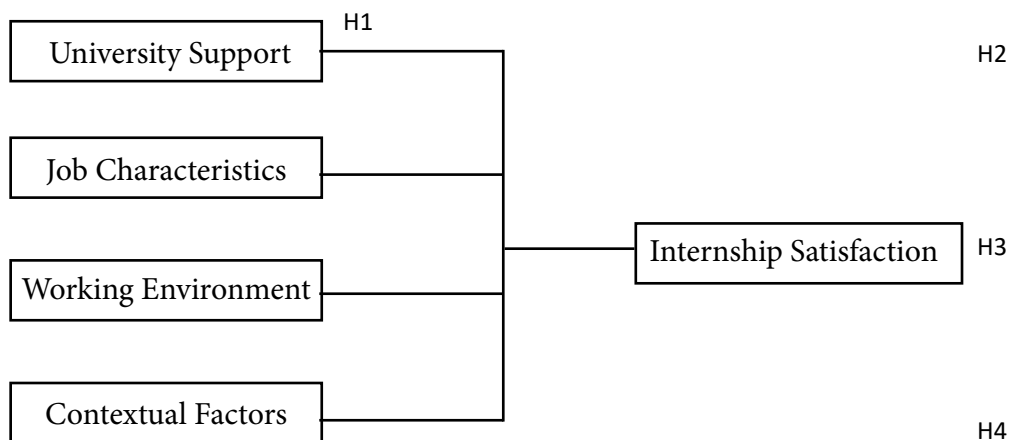 H1
University Support
H2
Job Characteristics
Internship Satisfaction
H3
Working Environment
Contextual Factors
H4